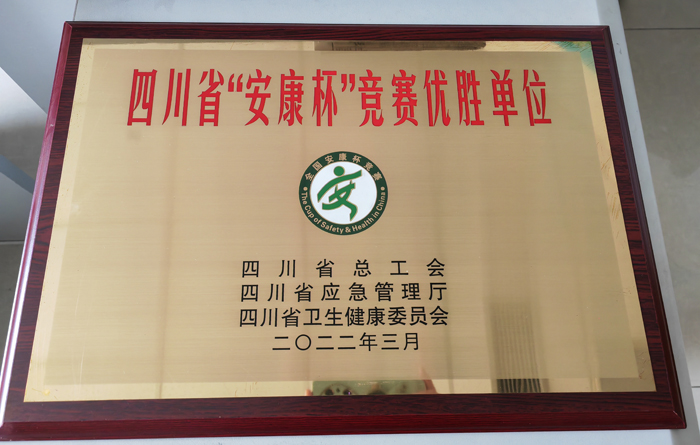 四川省“安康杯”竞赛优胜单位
全国安康杯竞赛
The Cup of Safety & Health in China
安
四川省总工会
四川省应急管理厅
四川省卫生健康委员会
二〇二二年三月